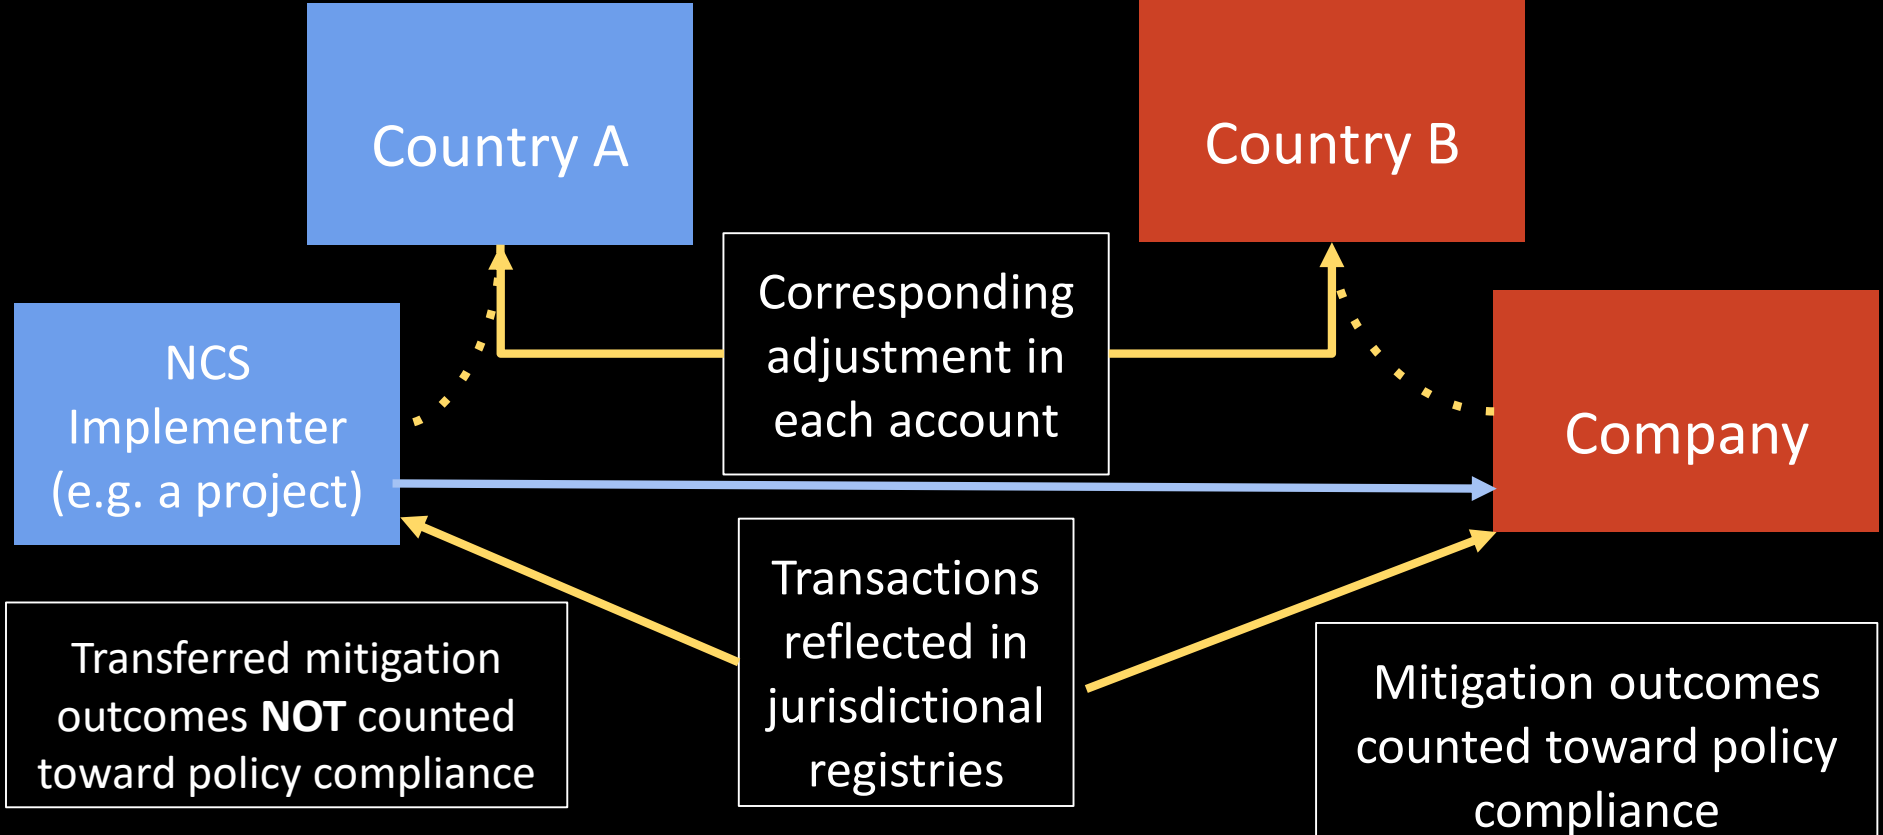 Country A
Country B
Corresponding
adjustment in
each account
NCS
Implementer
(e.g. a project)
Company
Transactions
reflected in
jurisdictional
registries
Transferred mitigation
outcomes NOT counted
toward policy compliance
Mitigation outcomes
counted toward policy
compliance